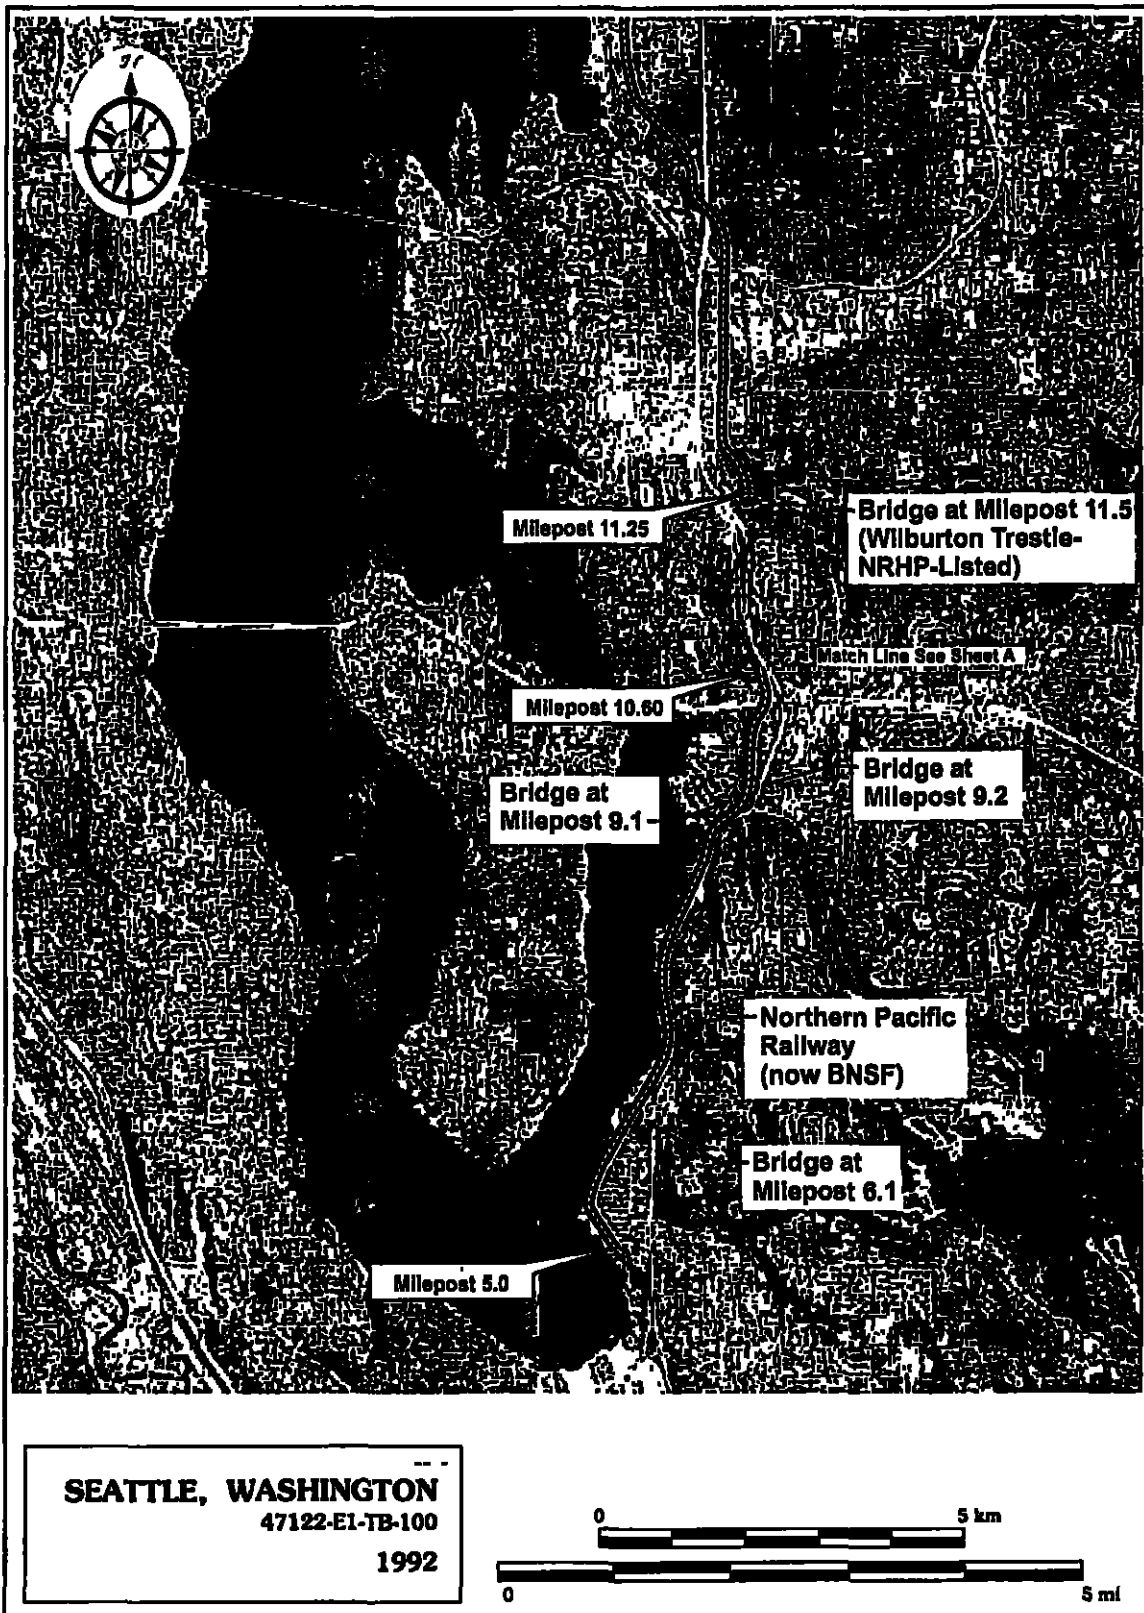 Milepost 11.25
Bridge at Milepost 11.5
(Wilburton Trestle-
NRHP-Listed)
Match Line See Sheet A
Milepost 10.60
Bridge at
Milepost 9.2
Bridge at
Milepost 9.1
Northern Pacific
Railway
(now BNSF)
Bridge at
Milepost 6.1
Milepost 5.0
SEATTLE, WASHINGTON
47122-E1-TB-100
1992
0 5 km
0 5 mi